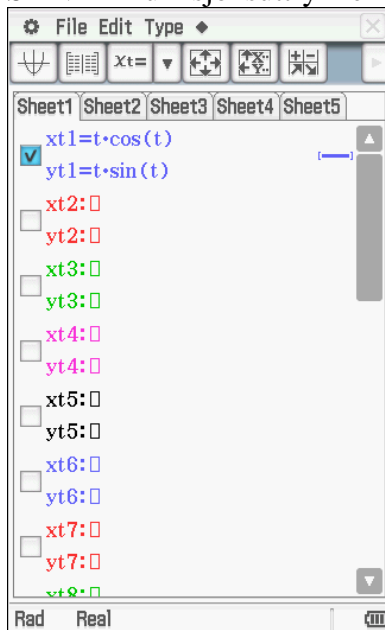 File Edit Type ◆
xt=
Sheet1 Sheet2 Sheet3 Sheet4 Sheet5
xt1=t·cos(t)
yt1=t·sin(t)
xt2:▯
yt2:▯
xt3:▯
yt3:▯
xt4:▯
yt4:▯
xt5:▯
yt5:▯
xt6:▯
yt6:▯
xt7:▯
yt7:▯
xt8:▯
Rad Real